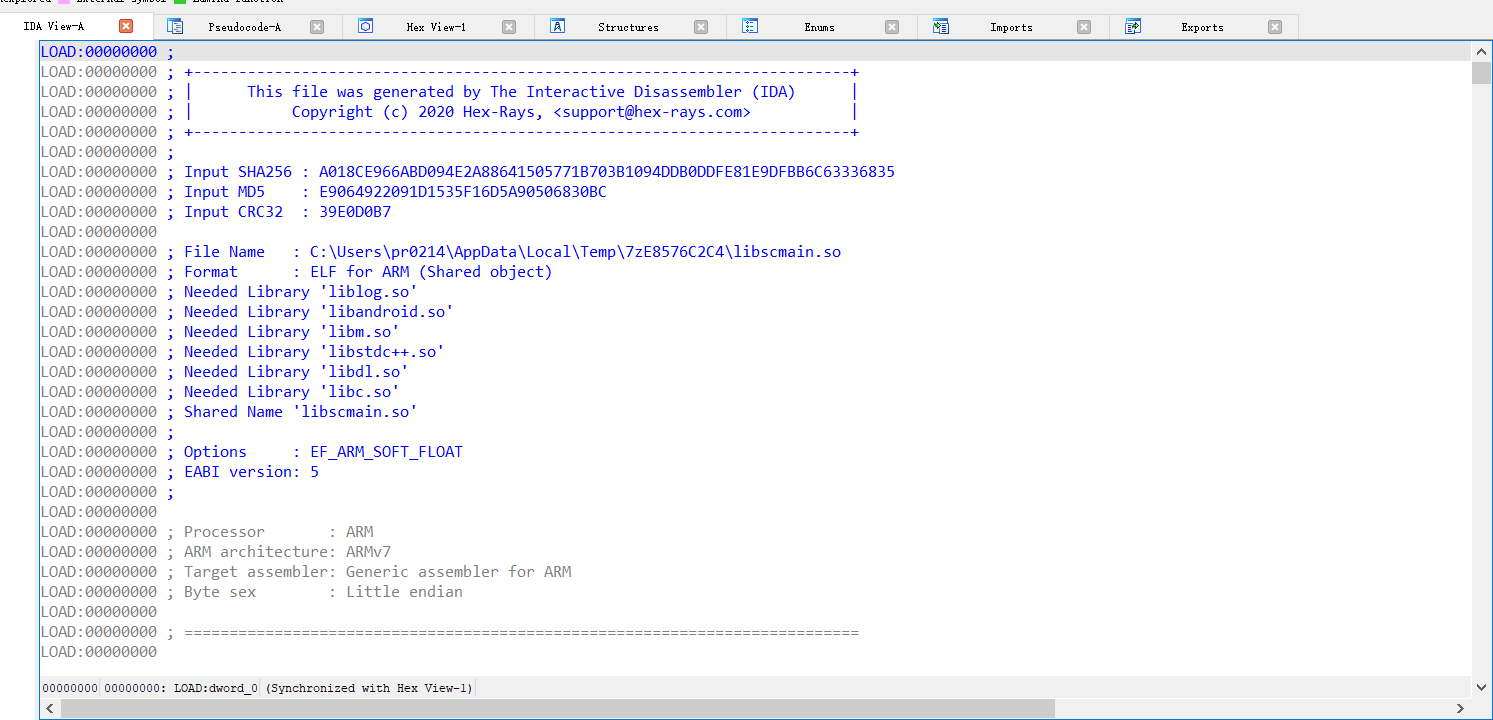 External symbol Lumina function
IDA View-A Pseudocode-A Hex View-1 Structures Enums Imports Exports
LOAD:00000000 ;
LOAD:00000000 ; +-------------------------------------------------------------------------+
LOAD:00000000 ; |      This file was generated by The Interactive Disassembler (IDA)      |
LOAD:00000000 ; |           Copyright (c) 2020 Hex-Rays, <support@hex-rays.com>           |
LOAD:00000000 ; +-------------------------------------------------------------------------+
LOAD:00000000 ;
LOAD:00000000 ; Input SHA256 : A018CE966ABD094E2A88641505771B703B1094DDB0DDFE81E9DFBB6C63336835
LOAD:00000000 ; Input MD5    : E9064922091D1535F16D5A90506830BC
LOAD:00000000 ; Input CRC32  : 39E0D0B7
LOAD:00000000
LOAD:00000000 ; File Name   : C:\Users\pr0214\AppData\Local\Temp\7zE8576C2C4\libscmain.so
LOAD:00000000 ; Format      : ELF for ARM (Shared object)
LOAD:00000000 ; Needed Library 'liblog.so'
LOAD:00000000 ; Needed Library 'libandroid.so'
LOAD:00000000 ; Needed Library 'libm.so'
LOAD:00000000 ; Needed Library 'libstdc++.so'
LOAD:00000000 ; Needed Library 'libdl.so'
LOAD:00000000 ; Needed Library 'libc.so'
LOAD:00000000 ; Shared Name 'libscmain.so'
LOAD:00000000 ;
LOAD:00000000 ; Options     : EF_ARM_SOFT_FLOAT
LOAD:00000000 ; EABI version: 5
LOAD:00000000 ;
LOAD:00000000
LOAD:00000000 ; Processor       : ARM
LOAD:00000000 ; ARM architecture: ARMv7
LOAD:00000000 ; Target assembler: Generic assembler for ARM
LOAD:00000000 ; Byte sex        : Little endian
LOAD:00000000
LOAD:00000000 ; ===========================================================================
LOAD:00000000
00000000 00000000: LOAD:dword_0 (Synchronized with Hex View-1)